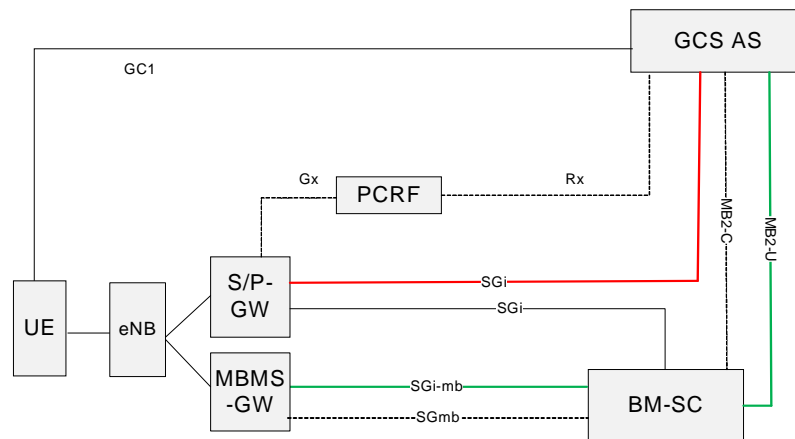 GCS AS
GC1
Gx
Rx
PCRF
MB2-C
MB2-U
S/P-
GW
SGi
SGi
UE
eNB
MBMS
-GW
SGi-mb
SGmb
BM-SC